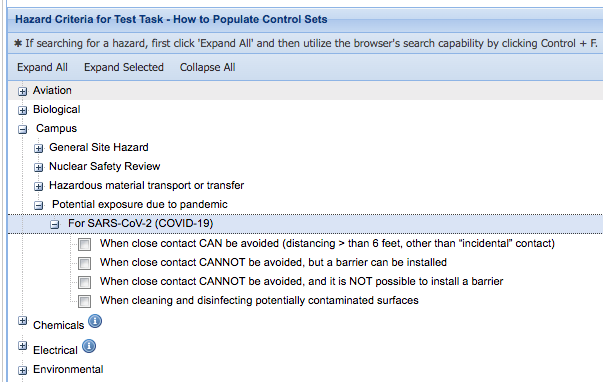 Hazard Criteria for Test Task - How to Populate Control Sets
✱ If searching for a hazard, first click 'Expand All' and then utilize the browser's search capability by clicking Control + F.
Expand All Expand Selected Collapse All
Aviation
Biological
Campus
General Site Hazard
Nuclear Safety Review
Hazardous material transport or transfer
Potential exposure due to pandemic
For SARS-CoV-2 (COVID-19)
When close contact CAN be avoided (distancing > than 6 feet, other than “incidental” contact)
When close contact CANNOT be avoided, but a barrier can be installed
When close contact CANNOT be avoided, and it is NOT possible to install a barrier
When cleaning and disinfecting potentially contaminated surfaces
Chemicals i
Electrical i
Environmental